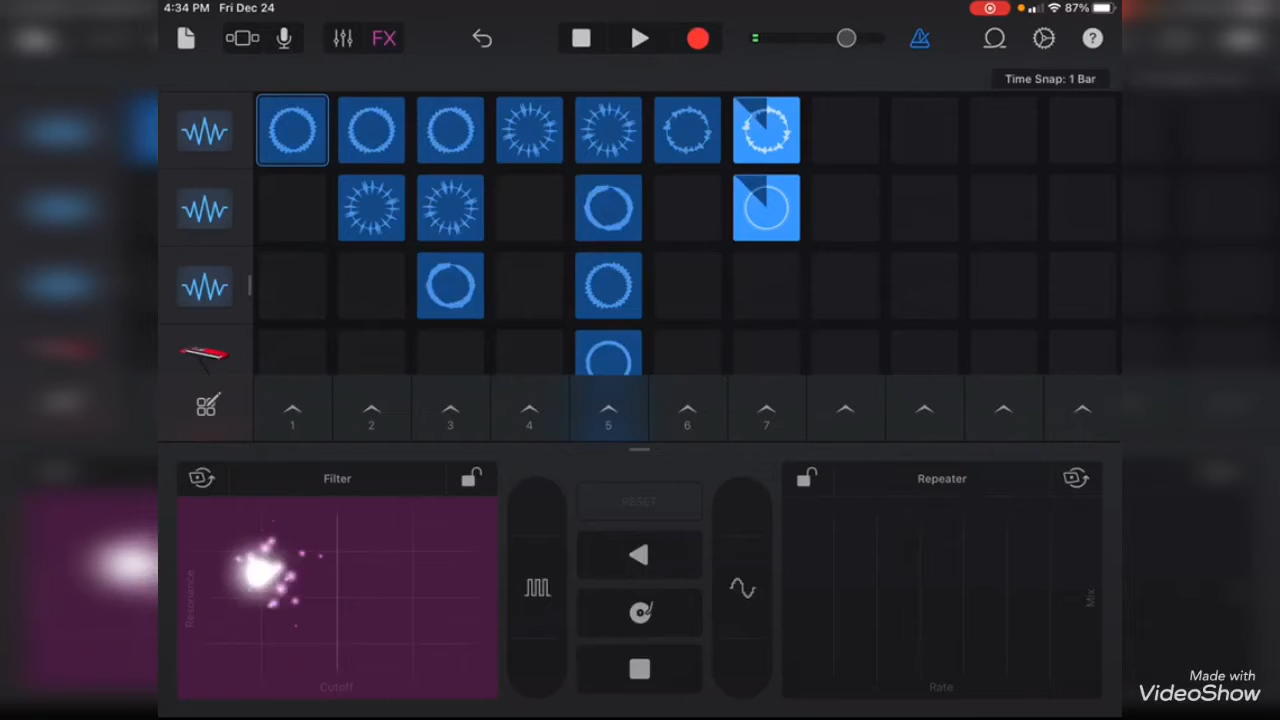 4:34 PM Fri Dec 24
87%
FX
?
Time Snap: 1 Bar
1 2 3 4 5 6 7
Filter
RESET
Repeater
Resonance
Mix
Cutoff
Rate
Made with
VideoShow